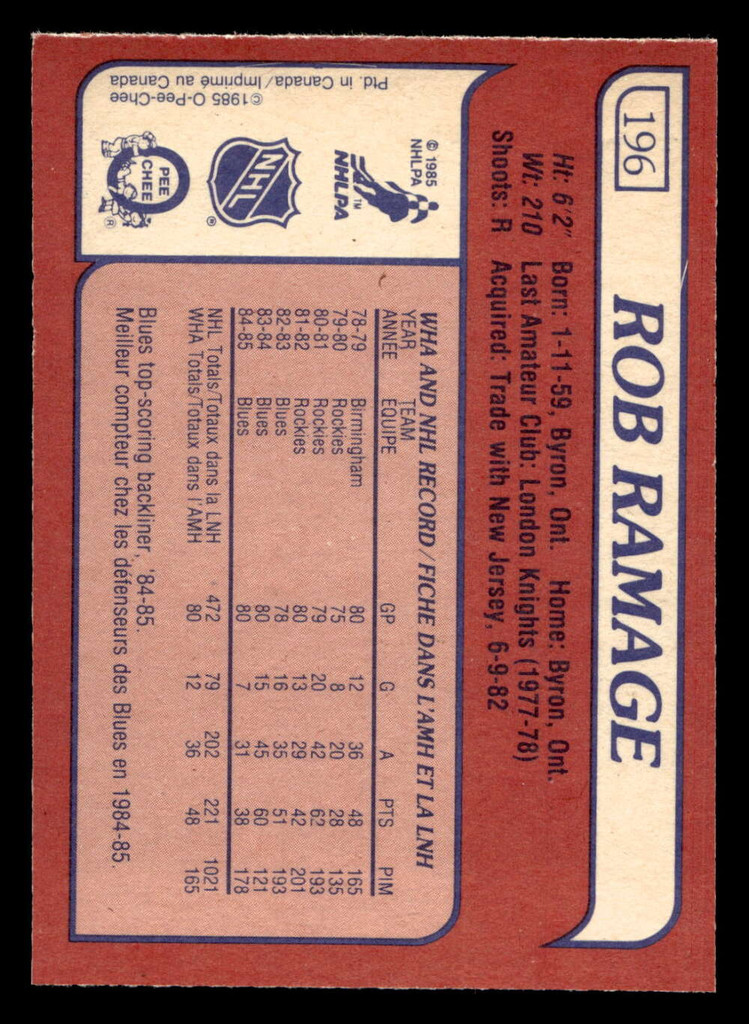 196
ROB RAMAGE
Ht: 6'2" Born: 1-11-59, Byron, Ont. Home: Byron, Ont.
Wt: 210 Last Amateur Club: London Knights (1977-78)
Shoots: R Acquired: Trade with New Jersey, 6-9-82
© 1985
NHLPA
NHLPA™
NHL
®
O
PEE
CHEE
®
©1985 O-Pee-Chee
Ptd. in Canada/Imprimé au Canada
WHA AND NHL RECORD/FICHE DANS L'AMH ET LA LNH
YEAR TEAM
ANNÉE EQUIPE GP G A PTS PIM
78-79 Birmingham 80 12 36 48 165
79-80 Rockies 75 8 20 28 135
80-81 Rockies 79 20 42 62 193
81-82 Rockies 80 13 29 42 201
82-83 Blues 78 16 35 51 193
83-84 Blues 80 15 45 60 121
84-85 Blues 80 7 31 38 178
NHL Totals/Totaux dans la LNH 472 79 202 221 1021
WHA Totals/Totaux dans l'AMH 80 12 36 48 165
Blues top-scoring backliner, '84-85.
Meilleur compteur chez les défenseurs des Blues en 1984-85.